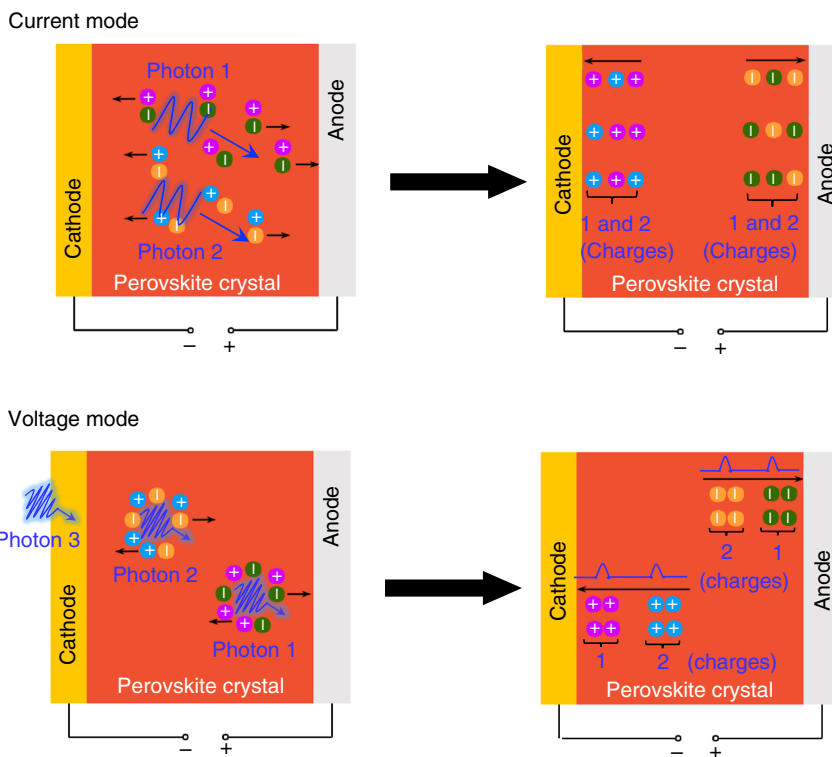 Current mode
Photon 1
Photon 2
Cathode
Anode
Perovskite crystal
− +
1 and 2
(Charges)
1 and 2
(Charges)
Cathode
Anode
Perovskite crystal
− +
Voltage mode
Photon 3
Photon 2
Photon 1
Cathode
Anode
Perovskite crystal
− +
2 1
(charges)
1 2 (charges)
Cathode
Anode
Perovskite crystal
− +